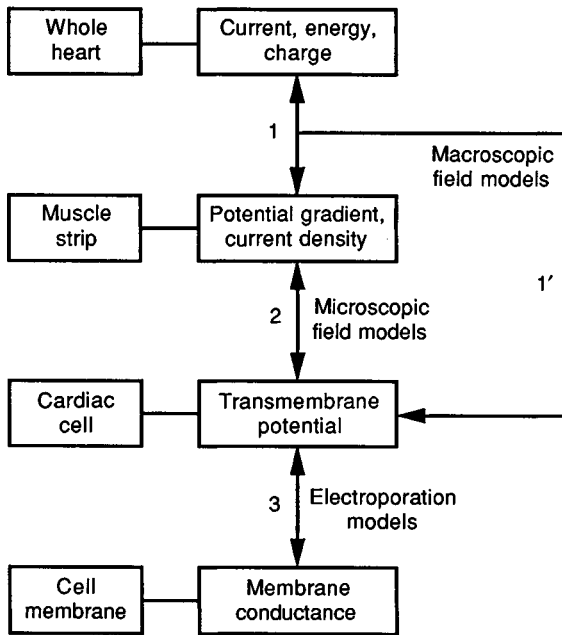 Whole
heart
Current, energy,
charge
1
Macroscopic
field models
Muscle
strip
Potential gradient,
current density
1′
2
Microscopic
field models
Cardiac
cell
Transmembrane
potential
3
Electroporation
models
Cell
membrane
Membrane
conductance